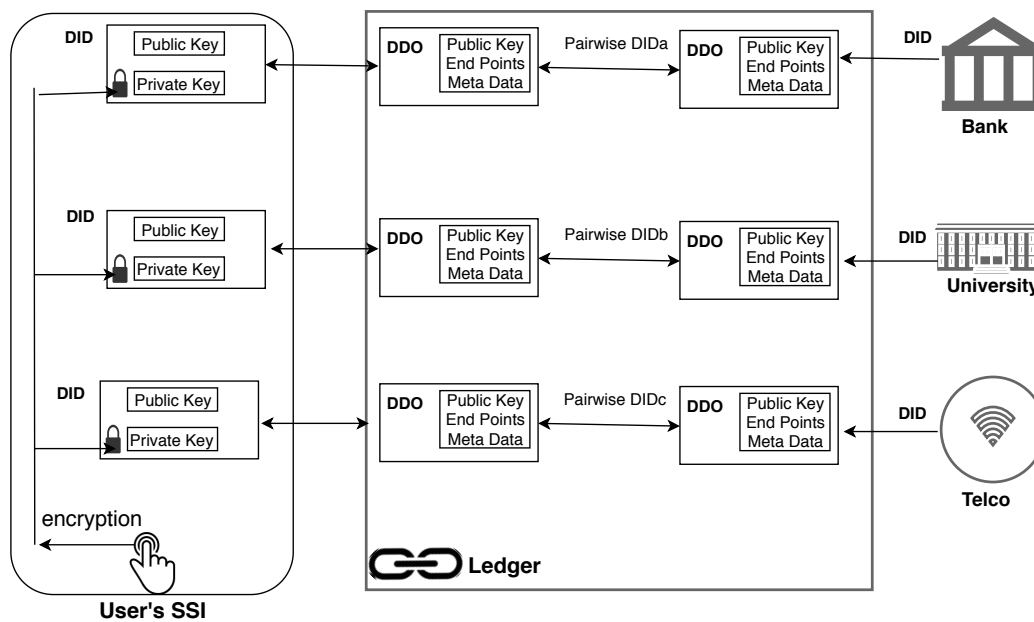 DID
Public Key
Private Key
DDO
Public Key
End Points
Meta Data
Pairwise DIDa
DDO
Public Key
End Points
Meta Data
DID
Bank
DID
Public Key
Private Key
DDO
Public Key
End Points
Meta Data
Pairwise DIDb
DDO
Public Key
End Points
Meta Data
DID
University
DID
Public Key
Private Key
DDO
Public Key
End Points
Meta Data
Pairwise DIDc
DDO
Public Key
End Points
Meta Data
DID
Telco
encryption
Ledger
User's SSI